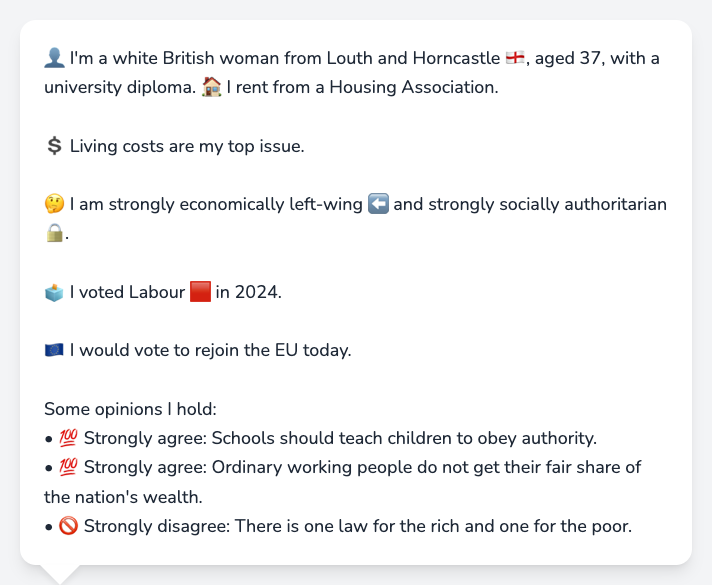 👤 I'm a white British woman from Louth and Horncastle 🏴󠁧󠁢󠁥󠁮󠁧󠁿, aged 37, with a
university diploma. 🏠 I rent from a Housing Association.
💲 Living costs are my top issue.
🤔 I am strongly economically left-wing ⬅️ and strongly socially authoritarian
🔒.
🗳️ I voted Labour 🟥 in 2024.
🇪🇺 I would vote to rejoin the EU today.
Some opinions I hold:
• 💯 Strongly agree: Schools should teach children to obey authority.
• 💯 Strongly agree: Ordinary working people do not get their fair share of
the nation's wealth.
• 🚫 Strongly disagree: There is one law for the rich and one for the poor.